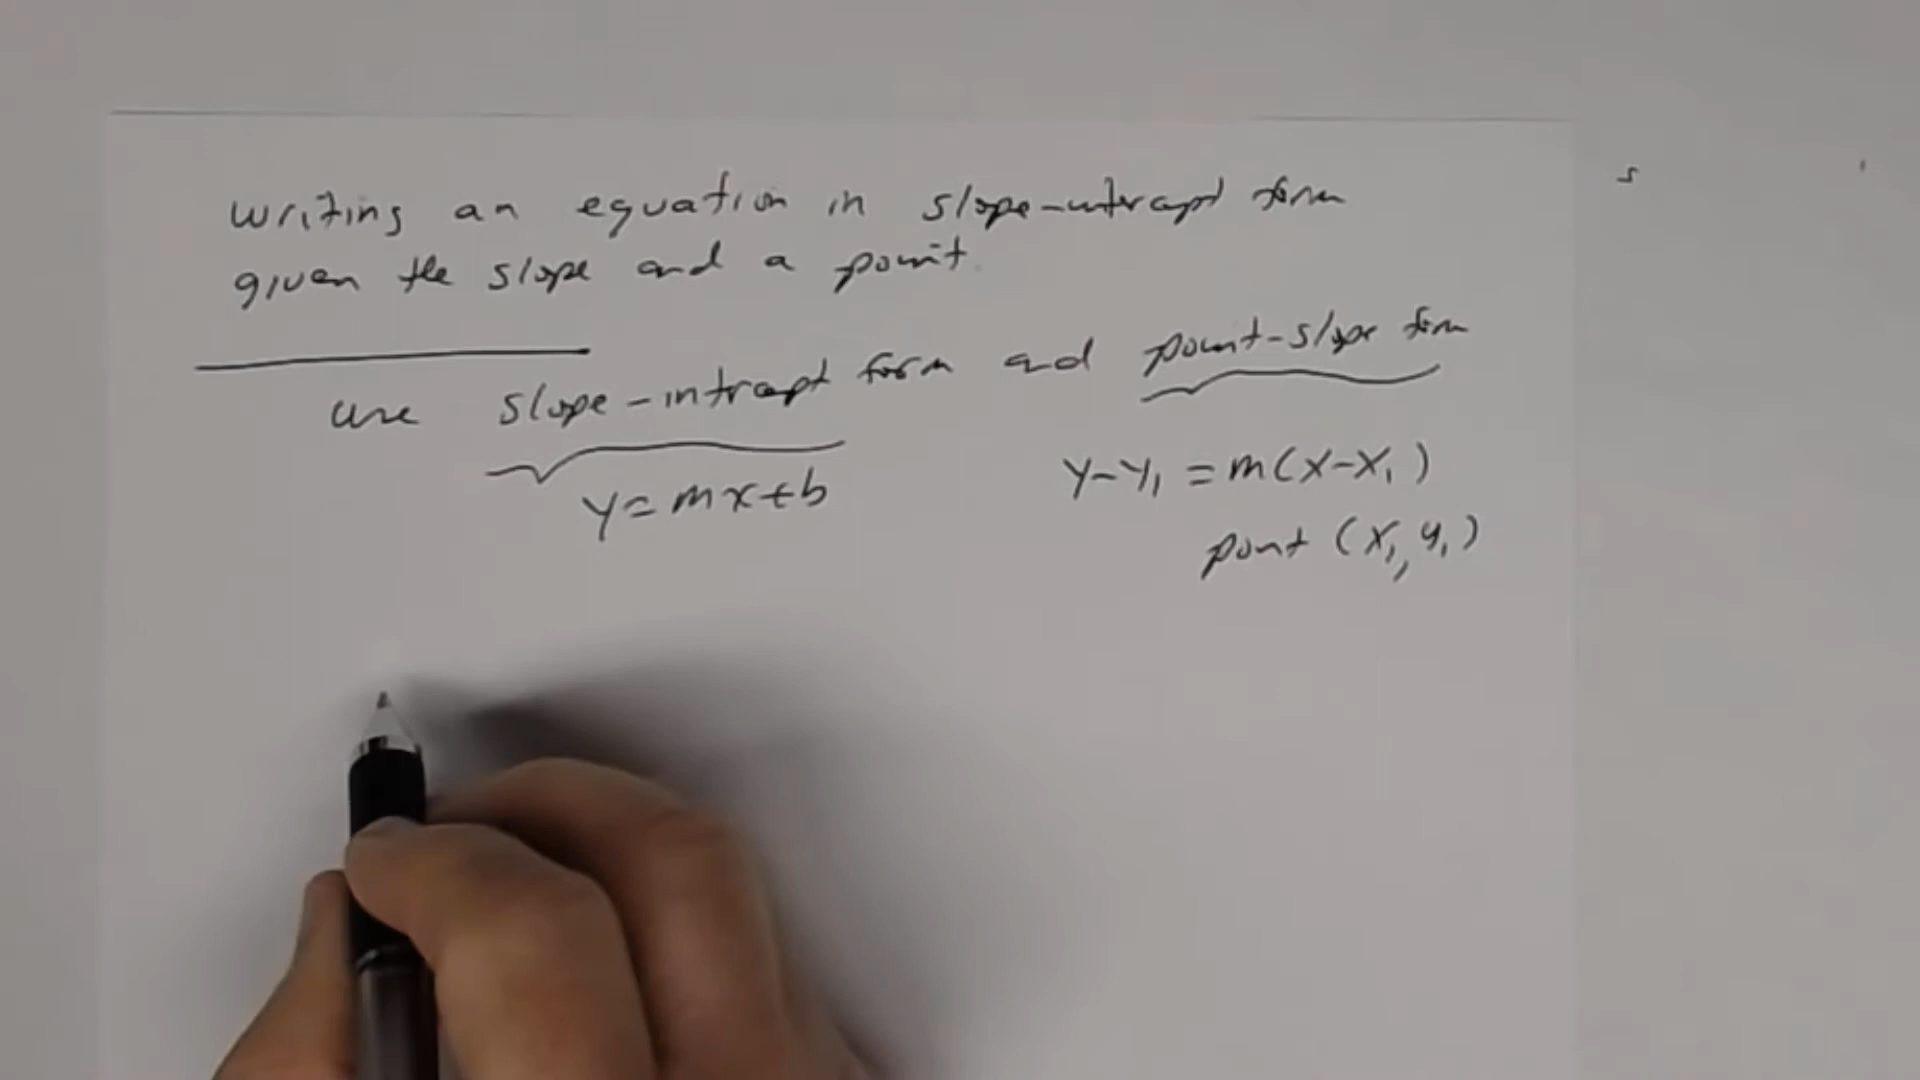 writing an equation in slope-intercept form
given the slope and a point.
use slope-intercept form and point-slope form
y=mx+b
y-y₁=m(x-x₁)
point (x₁,y₁)
s